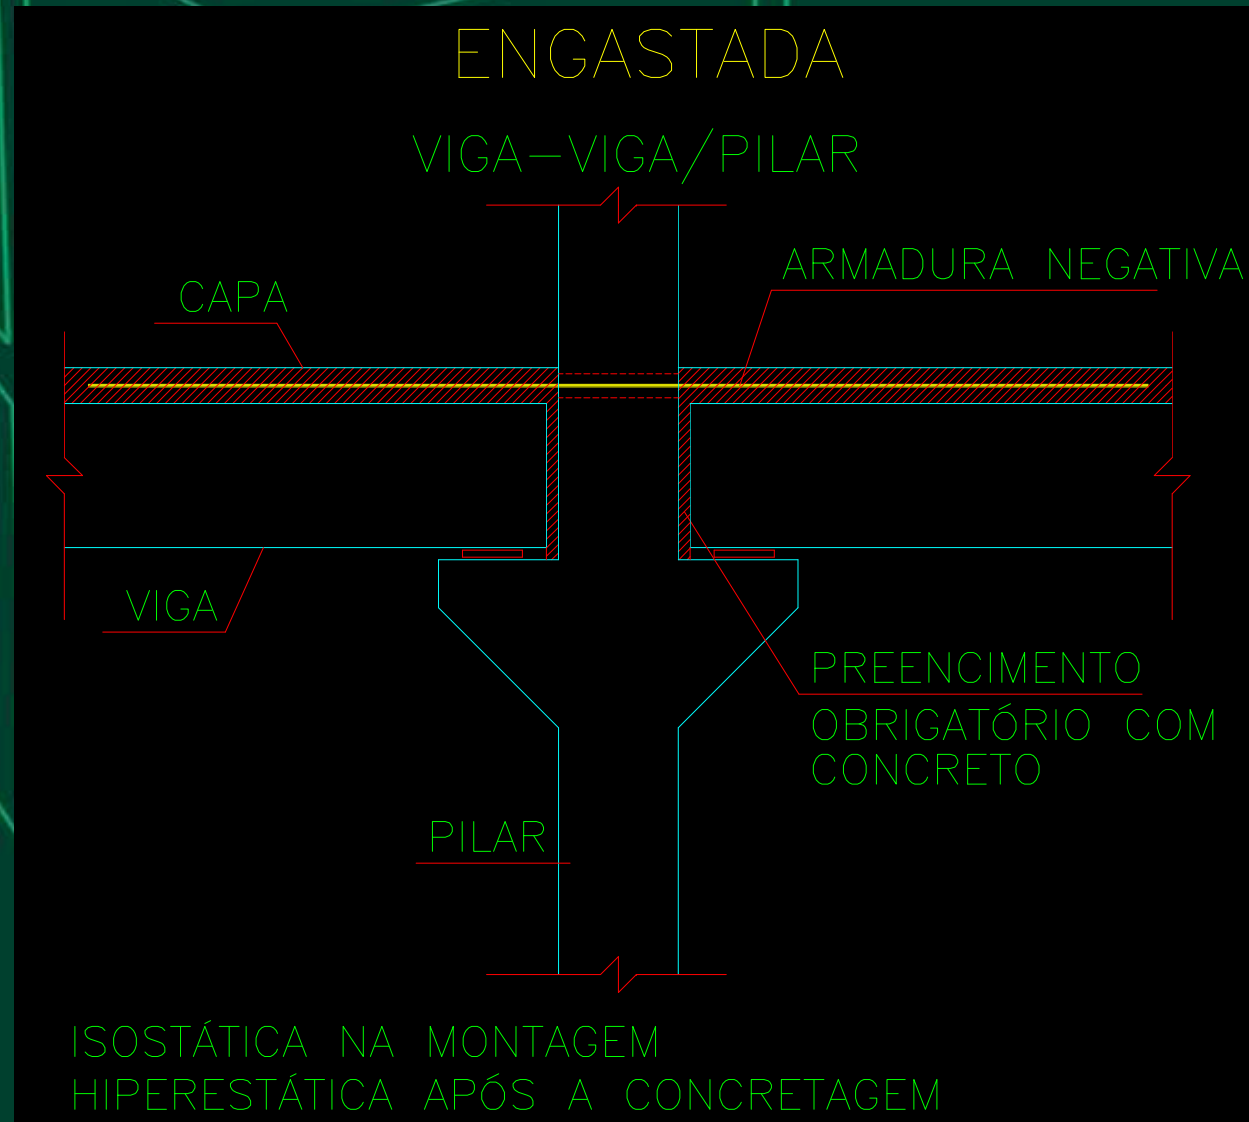 ENGASTADA
VIGA-VIGA/PILAR
ARMADURA NEGATIVA
CAPA
VIGA
PREENCIMENTO
OBRIGATÓRIO COM
CONCRETO
PILAR
ISOSTÁTICA NA MONTAGEM
HIPERESTÁTICA APÓS A CONCRETAGEM